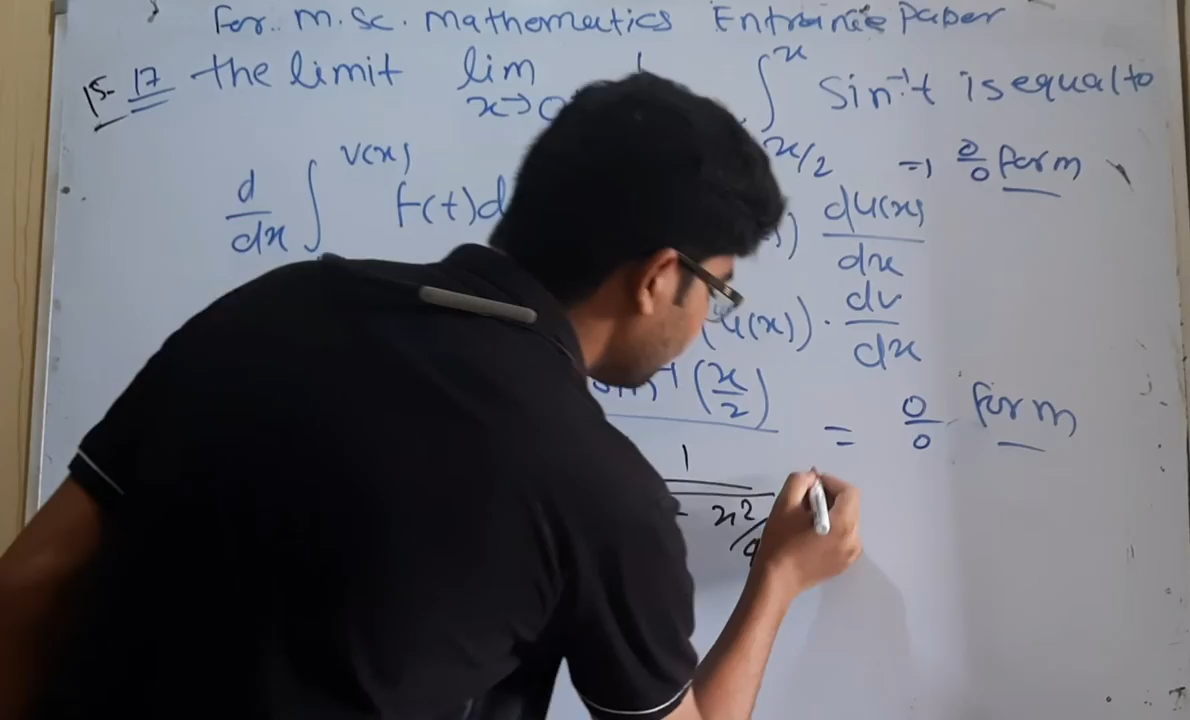 For. M.Sc. Mathematics Entrance Paper
15- 17 the limit lim x→0 1 ∫ x x/2 Sin⁻¹t is equal to
=) 0/0 form
d/dx ∫ V(x) f(t)d du(x)/dx
(u(x)) · dv/dx
(x/2) = 0/0 form
1
- x²/4